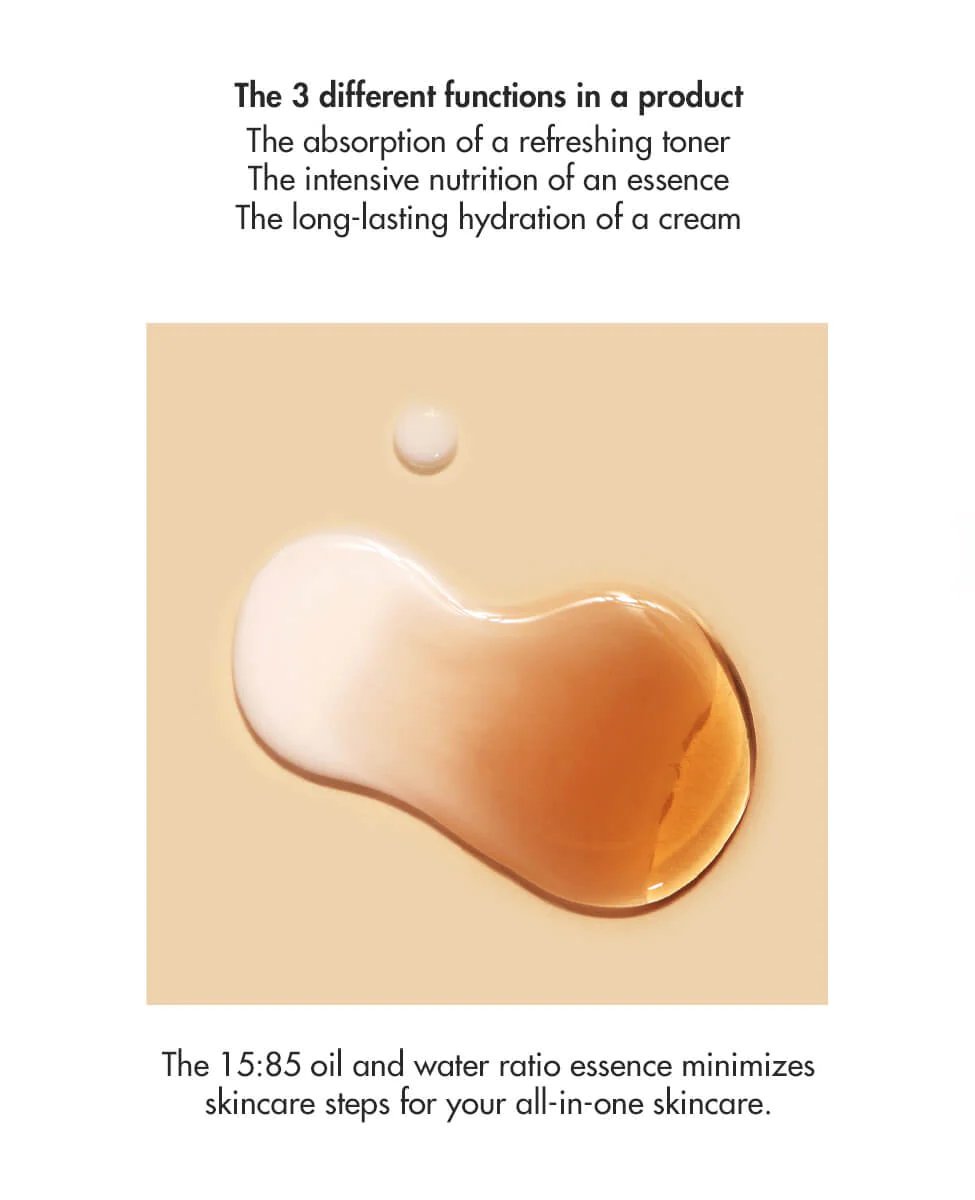 The 3 different functions in a product
The absorption of a refreshing toner
The intensive nutrition of an essence
The long-lasting hydration of a cream
The 15:85 oil and water ratio essence minimizes
skincare steps for your all-in-one skincare.